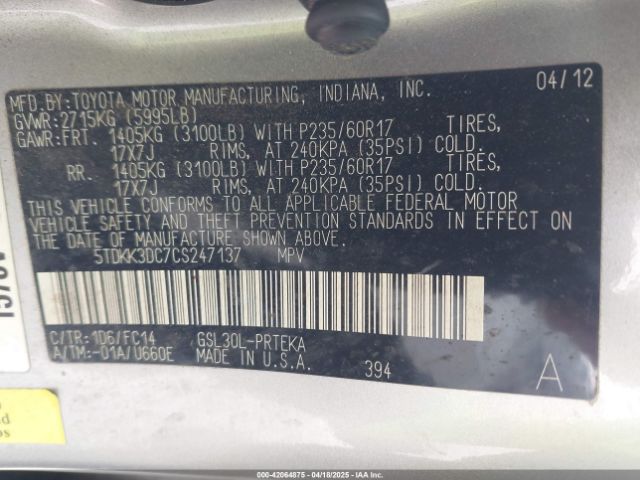 MFD.BY:TOYOTA MOTOR MANUFACTURING, INDIANA, INC. 04/12
GVWR:2715KG (5995LB)
GAWR:FRT. 1405KG (3100LB) WITH P235/60R17 TIRES,
17X7J RIMS, AT 240KPA (35PSI) COLD.
RR. 1405KG (3100LB) WITH P235/60R17 TIRES,
17X7J RIMS, AT 240KPA (35PSI) COLD.
THIS VEHICLE CONFORMS TO ALL APPLICABLE FEDERAL MOTOR
VEHICLE SAFETY AND THEFT PREVENTION STANDARDS IN EFFECT ON
THE DATE OF MANUFACTURE SHOWN ABOVE.
5TDKK3DC7CS247137 MPV
C/TR:1D6/FC14 GSL30L-PRTEKA
A/TM:-01A/U660E MADE IN U.S.A. 394 A
000-42064875 04/18/2025 IAAI.COM